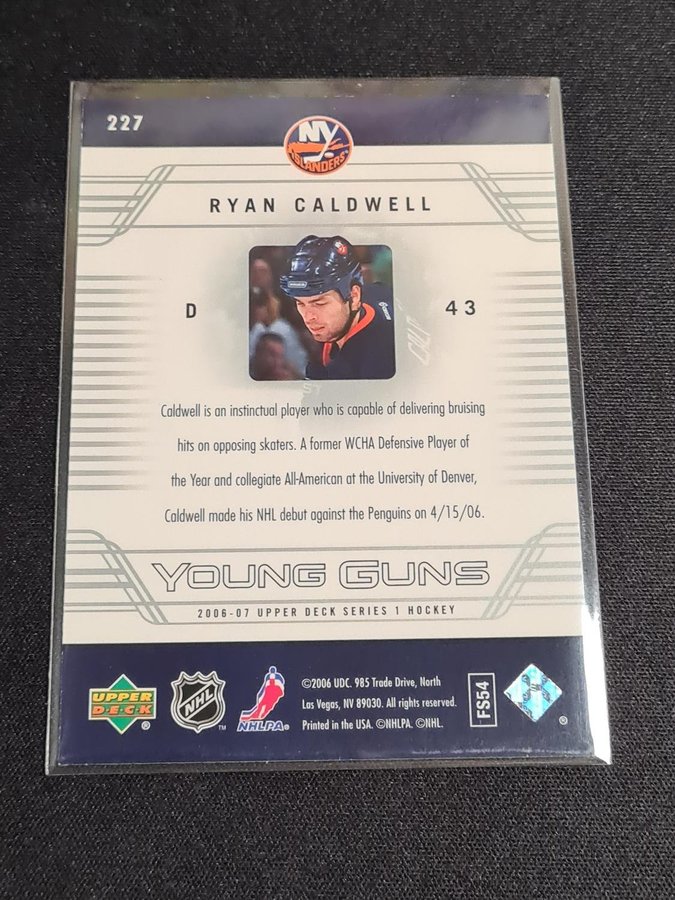 227
NY
ISLANDERS
RYAN CALDWELL
D
43
Caldwell is an instinctual player who is capable of delivering bruising
hits on opposing skaters. A former WCHA Defensive Player of
the Year and collegiate All-American at the University of Denver,
Caldwell made his NHL debut against the Penguins on 4/15/06.
YOUNG GUNS
2006-07 UPPER DECK SERIES 1 HOCKEY
UPPER
DECK
®
NHL
TM
NHLPA®
©2006 UDC. 985 Trade Drive, North
Las Vegas, NV 89030. All rights reserved.
Printed in the USA. ©NHLPA. ©NHL.
FS54
®